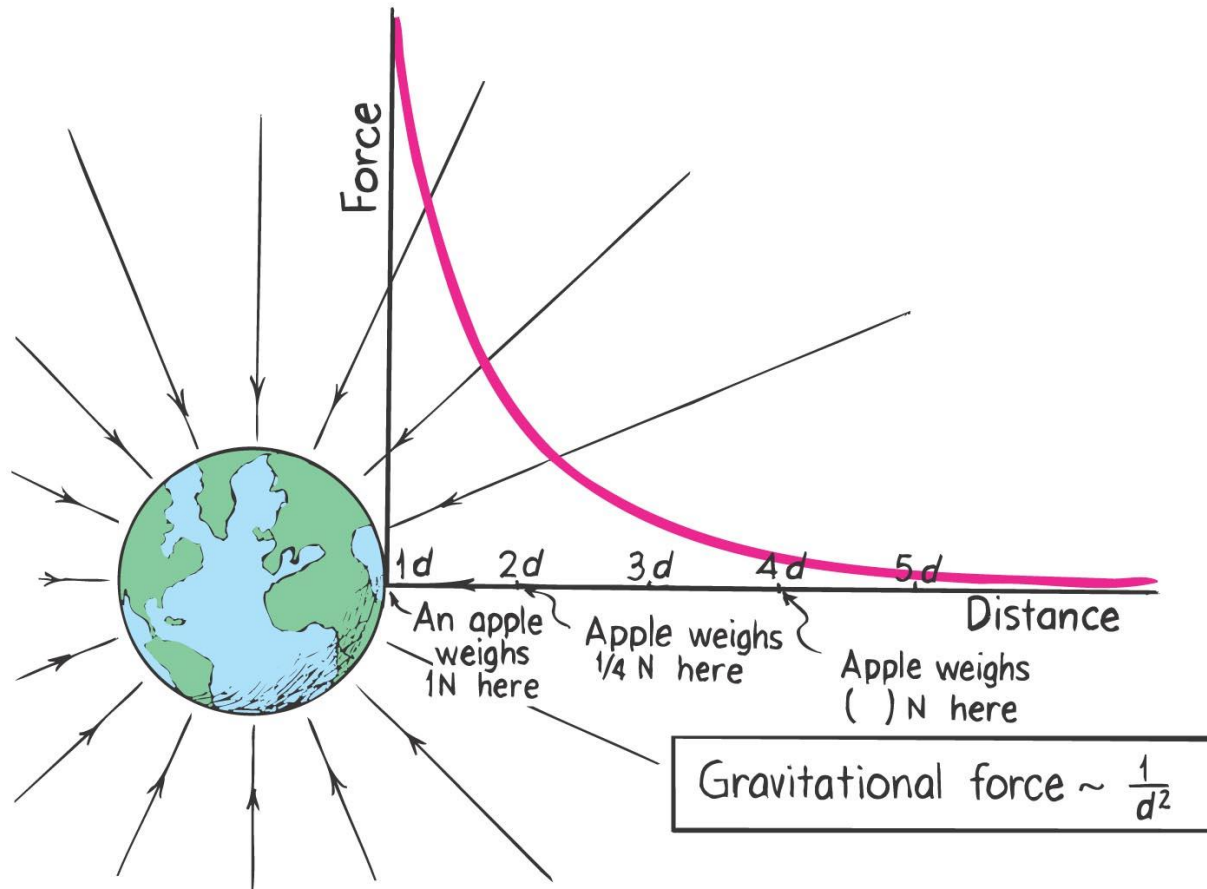 Force
1d 2d 3d 4d 5d
Distance
An apple
weighs
1N here
Apple weighs
1/4 N here
Apple weighs
( ) N here
Gravitational force ~ 1/d²